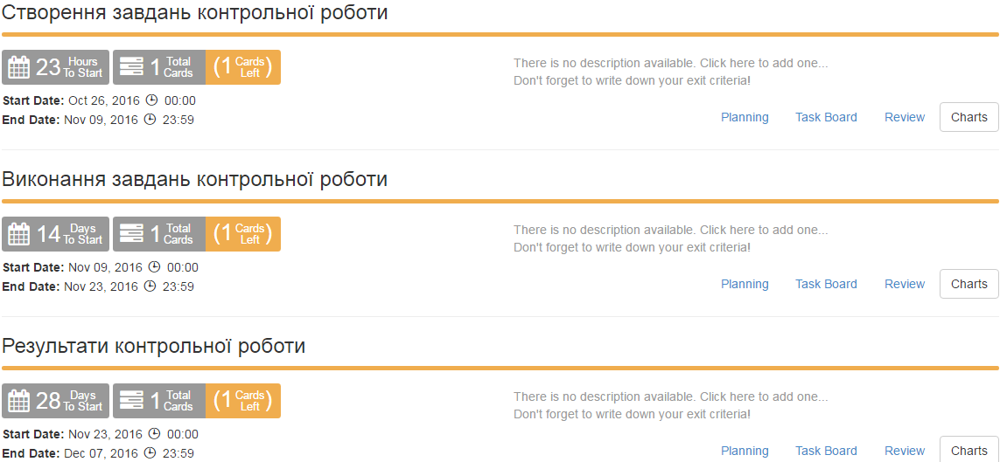 Створення завдань контрольної роботи
23 Hours To Start 1 Total Cards (1 Cards Left)
There is no description available. Click here to add one...
Don't forget to write down your exit criteria!
Start Date: Oct 26, 2016 00:00
End Date: Nov 09, 2016 23:59
Planning Task Board Review Charts
Виконання завдань контрольної роботи
14 Days To Start 1 Total Cards (1 Cards Left)
There is no description available. Click here to add one...
Don't forget to write down your exit criteria!
Start Date: Nov 09, 2016 00:00
End Date: Nov 23, 2016 23:59
Planning Task Board Review Charts
Результати контрольної роботи
28 Days To Start 1 Total Cards (1 Cards Left)
There is no description available. Click here to add one...
Don't forget to write down your exit criteria!
Start Date: Nov 23, 2016 00:00
End Date: Dec 07, 2016 23:59
Planning Task Board Review Charts